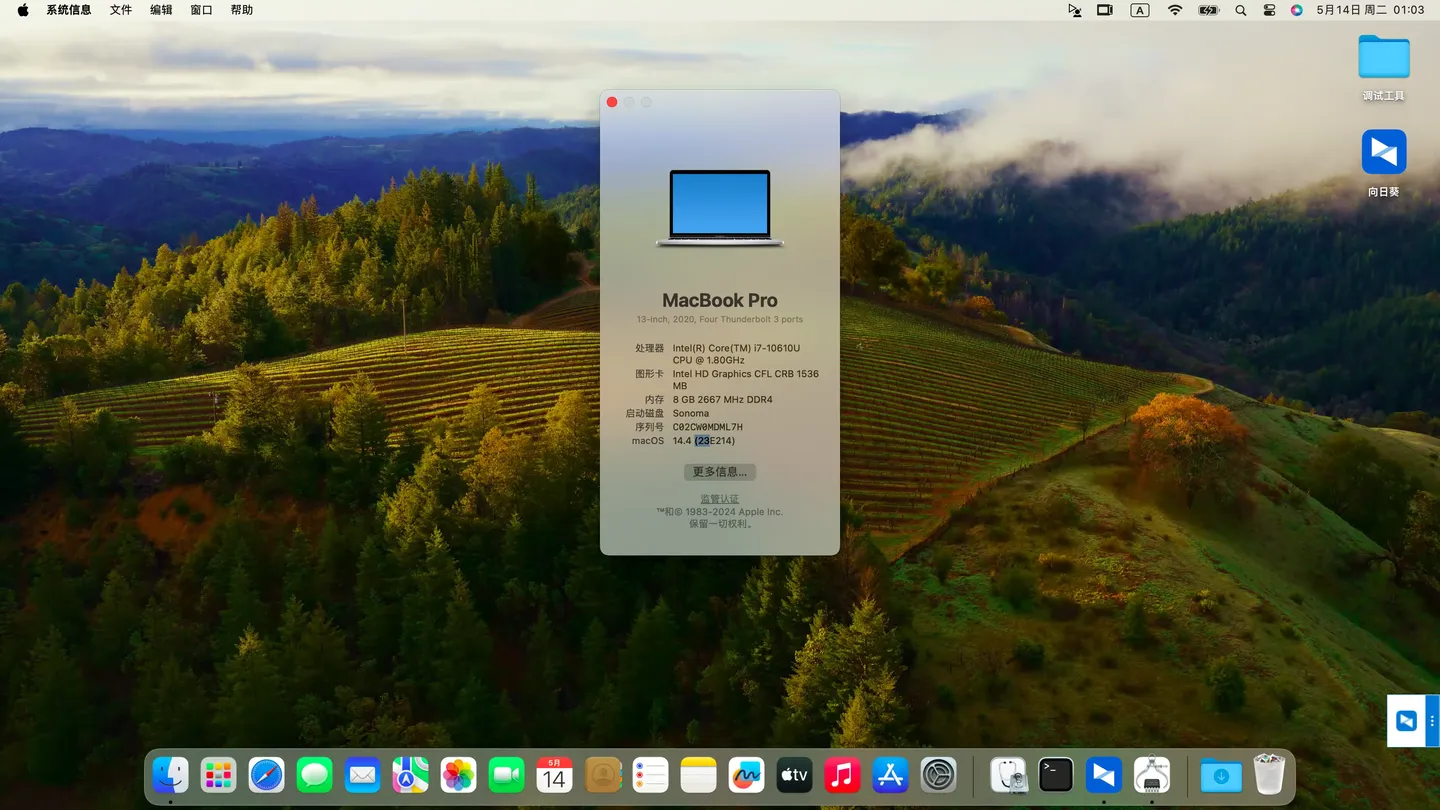 系统信息 文件 编辑 窗口 帮助 A 5月14日 周二 01:03
调试工具
向日葵
MacBook Pro
13-inch, 2020, Four Thunderbolt 3 ports
处理器 Intel(R) Core(TM) i7-10610U
CPU @ 1.80GHz
图形卡 Intel HD Graphics CFL CRB 1536
MB
内存 8 GB 2667 MHz DDR4
启动磁盘 Sonoma
序列号 C02CW0MDML7H
macOS 14.4 (23E214)
更多信息...
监管认证
™和© 1983-2024 Apple Inc.
保留一切权利。
5月
14
tv